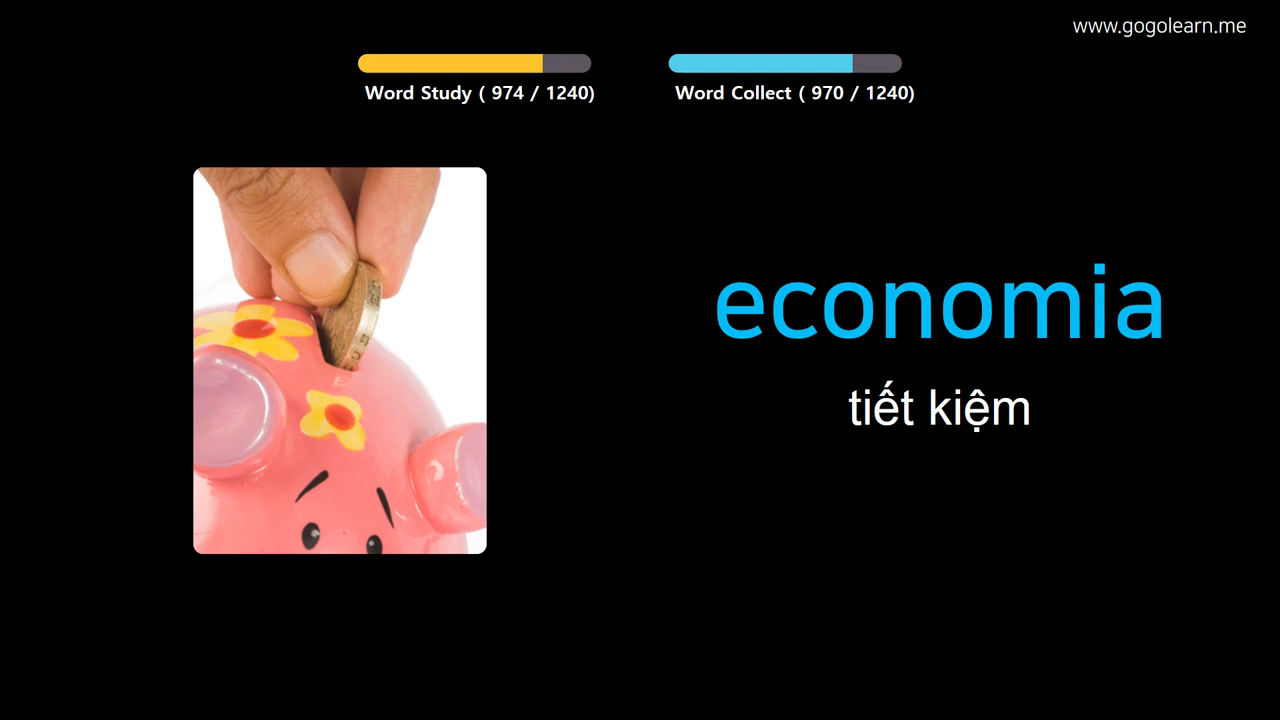 www.gogolearn.me
Word Study ( 974 / 1240)
Word Collect ( 970 / 1240)
economia
tiết kiệm